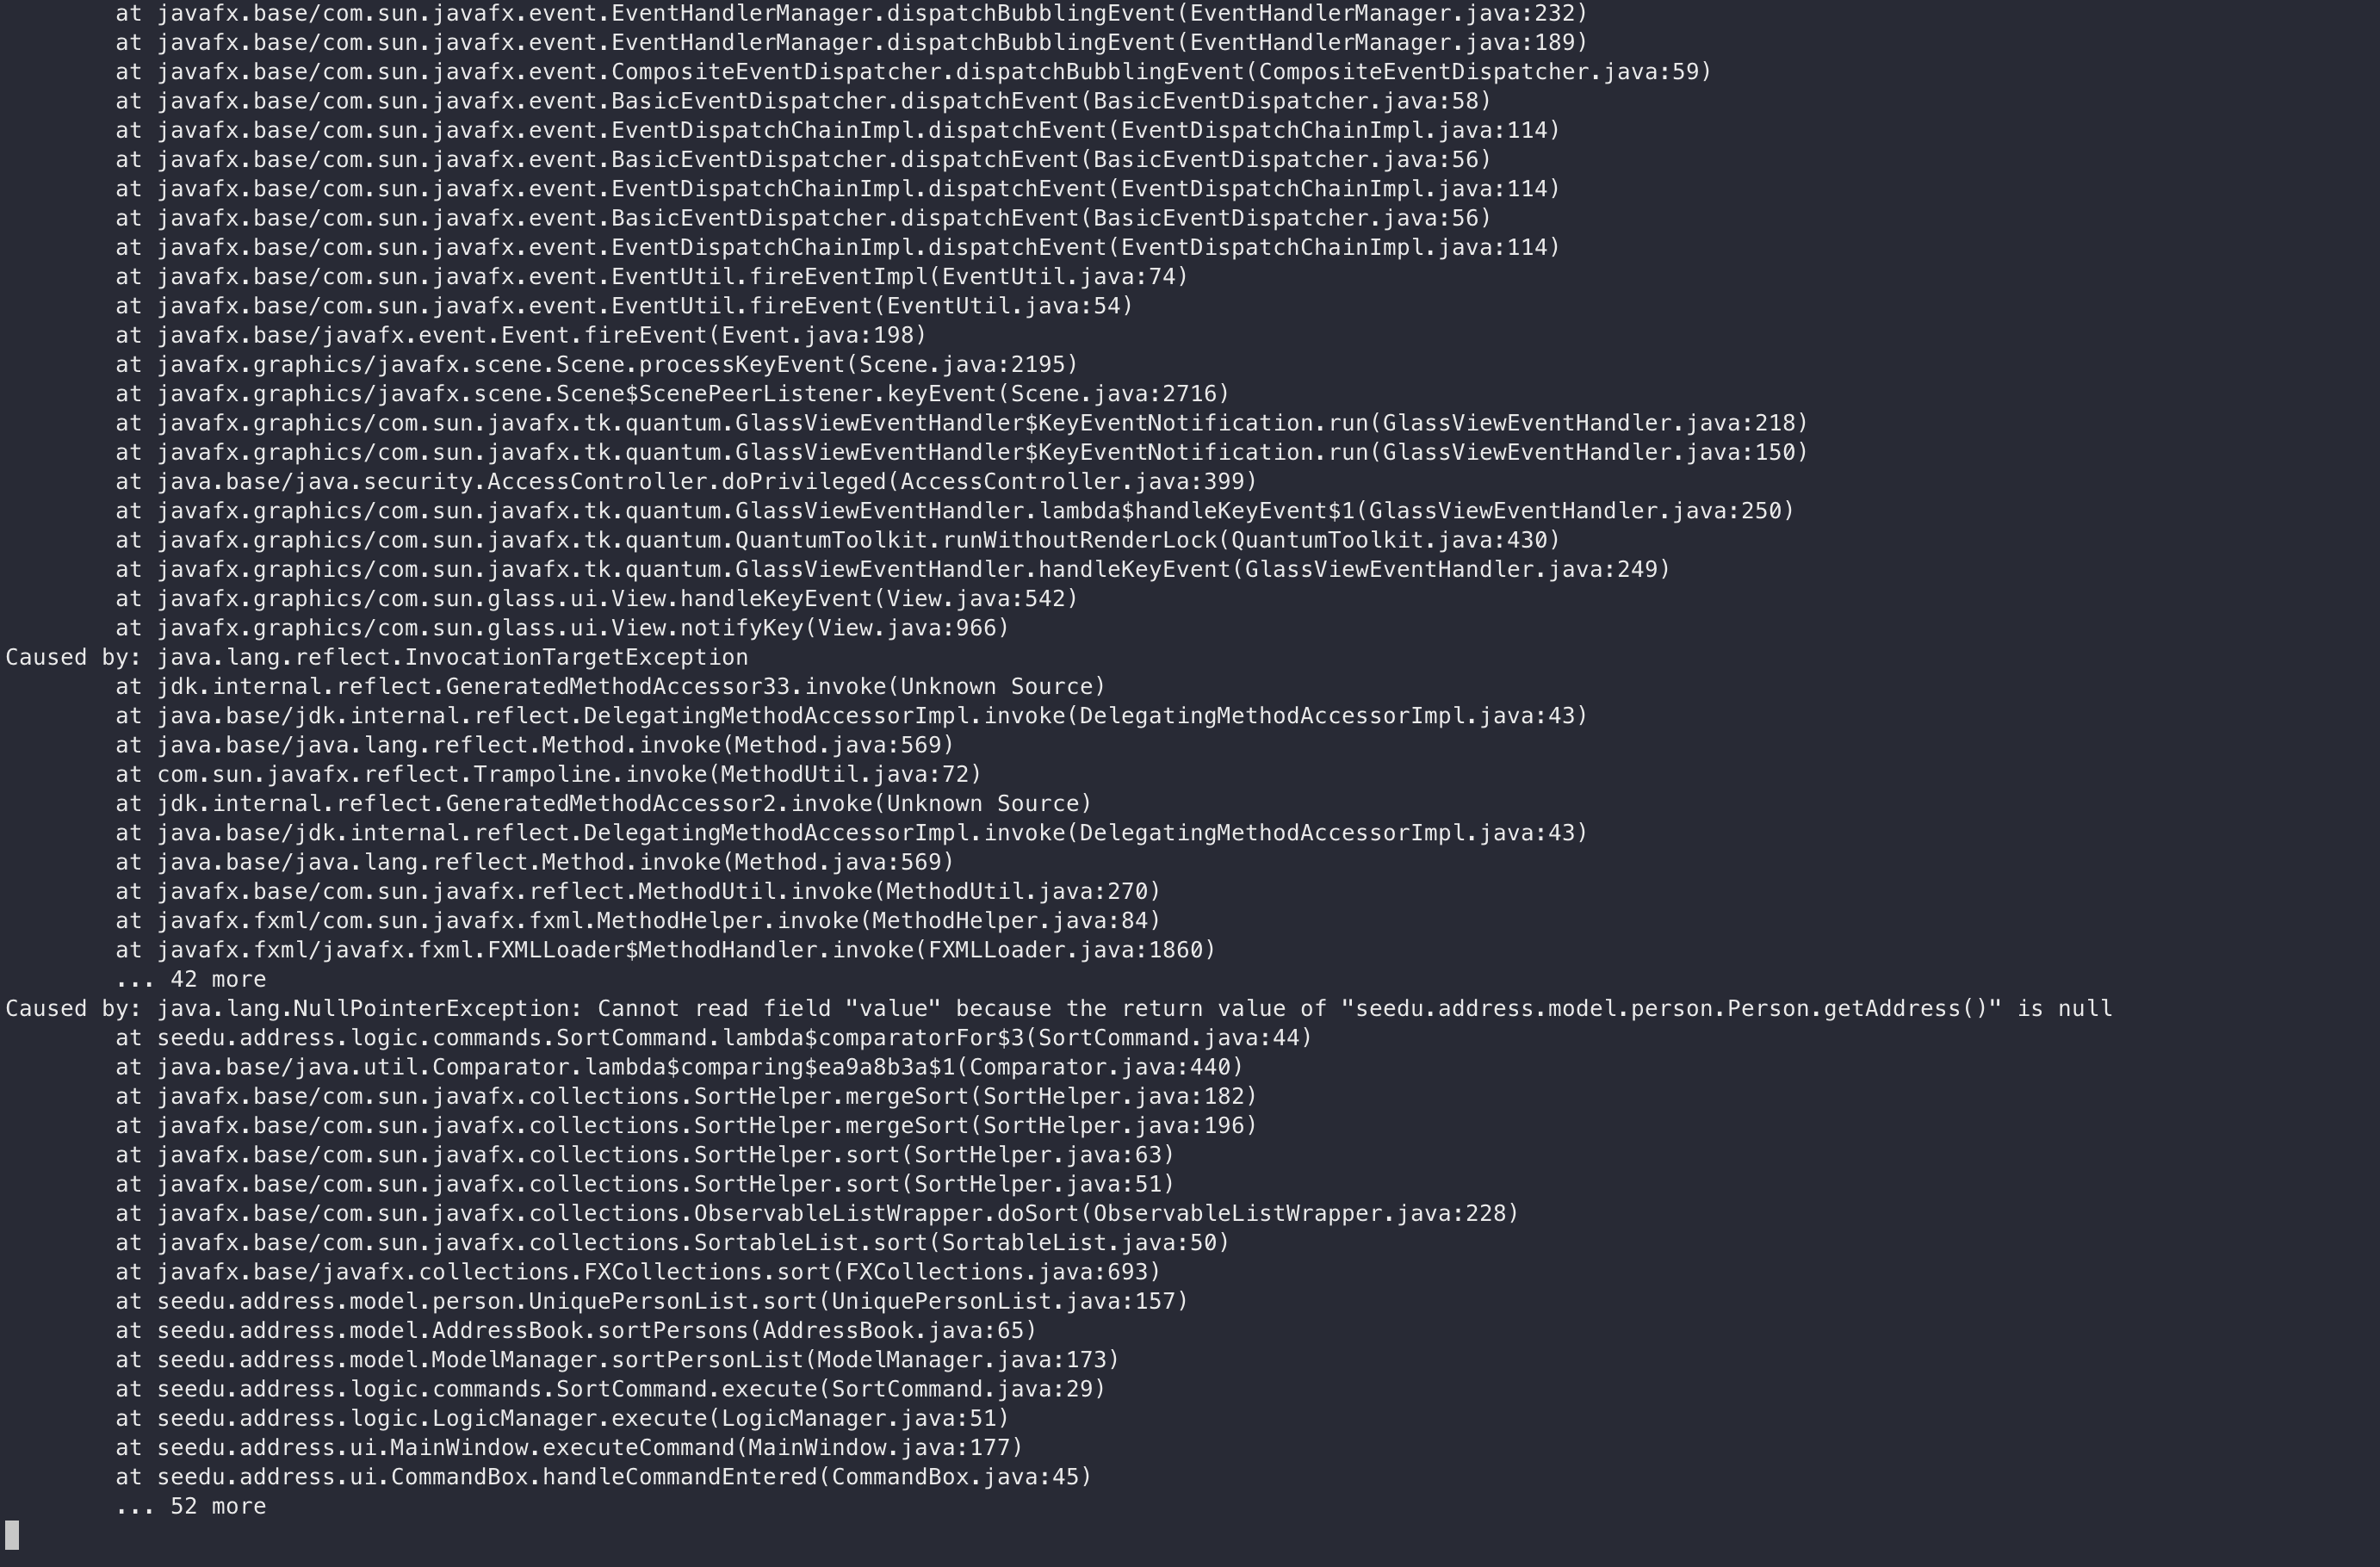 at javafx.base/com.sun.javafx.event.EventHandlerManager.dispatchBubblingEvent(EventHandlerManager.java:232)
at javafx.base/com.sun.javafx.event.EventHandlerManager.dispatchBubblingEvent(EventHandlerManager.java:189)
at javafx.base/com.sun.javafx.event.CompositeEventDispatcher.dispatchBubblingEvent(CompositeEventDispatcher.java:59)
at javafx.base/com.sun.javafx.event.BasicEventDispatcher.dispatchEvent(BasicEventDispatcher.java:58)
at javafx.base/com.sun.javafx.event.EventDispatchChainImpl.dispatchEvent(EventDispatchChainImpl.java:114)
at javafx.base/com.sun.javafx.event.BasicEventDispatcher.dispatchEvent(BasicEventDispatcher.java:56)
at javafx.base/com.sun.javafx.event.EventDispatchChainImpl.dispatchEvent(EventDispatchChainImpl.java:114)
at javafx.base/com.sun.javafx.event.BasicEventDispatcher.dispatchEvent(BasicEventDispatcher.java:56)
at javafx.base/com.sun.javafx.event.EventDispatchChainImpl.dispatchEvent(EventDispatchChainImpl.java:114)
at javafx.base/com.sun.javafx.event.EventUtil.fireEventImpl(EventUtil.java:74)
at javafx.base/com.sun.javafx.event.EventUtil.fireEvent(EventUtil.java:54)
at javafx.base/javafx.event.Event.fireEvent(Event.java:198)
at javafx.graphics/javafx.scene.Scene.processKeyEvent(Scene.java:2195)
at javafx.graphics/javafx.scene.Scene$ScenePeerListener.keyEvent(Scene.java:2716)
at javafx.graphics/com.sun.javafx.tk.quantum.GlassViewEventHandler$KeyEventNotification.run(GlassViewEventHandler.java:218)
at javafx.graphics/com.sun.javafx.tk.quantum.GlassViewEventHandler$KeyEventNotification.run(GlassViewEventHandler.java:150)
at java.base/java.security.AccessController.doPrivileged(AccessController.java:399)
at javafx.graphics/com.sun.javafx.tk.quantum.GlassViewEventHandler.lambda$handleKeyEvent$1(GlassViewEventHandler.java:250)
at javafx.graphics/com.sun.javafx.tk.quantum.QuantumToolkit.runWithoutRenderLock(QuantumToolkit.java:430)
at javafx.graphics/com.sun.javafx.tk.quantum.GlassViewEventHandler.handleKeyEvent(GlassViewEventHandler.java:249)
at javafx.graphics/com.sun.glass.ui.View.handleKeyEvent(View.java:542)
at javafx.graphics/com.sun.glass.ui.View.notifyKey(View.java:966)
Caused by: java.lang.reflect.InvocationTargetException
at jdk.internal.reflect.GeneratedMethodAccessor33.invoke(Unknown Source)
at java.base/jdk.internal.reflect.DelegatingMethodAccessorImpl.invoke(DelegatingMethodAccessorImpl.java:43)
at java.base/java.lang.reflect.Method.invoke(Method.java:569)
at com.sun.javafx.reflect.Trampoline.invoke(MethodUtil.java:72)
at jdk.internal.reflect.GeneratedMethodAccessor2.invoke(Unknown Source)
at java.base/jdk.internal.reflect.DelegatingMethodAccessorImpl.invoke(DelegatingMethodAccessorImpl.java:43)
at java.base/java.lang.reflect.Method.invoke(Method.java:569)
at javafx.base/com.sun.javafx.reflect.MethodUtil.invoke(MethodUtil.java:270)
at javafx.fxml/com.sun.javafx.fxml.MethodHelper.invoke(MethodHelper.java:84)
at javafx.fxml/javafx.fxml.FXMLLoader$MethodHandler.invoke(FXMLLoader.java:1860)
... 42 more
Caused by: java.lang.NullPointerException: Cannot read field "value" because the return value of "seedu.address.model.person.Person.getAddress()" is null
at seedu.address.logic.commands.SortCommand.lambda$comparatorFor$3(SortCommand.java:44)
at java.base/java.util.Comparator.lambda$comparing$ea9a8b3a$1(Comparator.java:440)
at javafx.base/com.sun.javafx.collections.SortHelper.mergeSort(SortHelper.java:182)
at javafx.base/com.sun.javafx.collections.SortHelper.mergeSort(SortHelper.java:196)
at javafx.base/com.sun.javafx.collections.SortHelper.sort(SortHelper.java:63)
at javafx.base/com.sun.javafx.collections.SortHelper.sort(SortHelper.java:51)
at javafx.base/com.sun.javafx.collections.ObservableListWrapper.doSort(ObservableListWrapper.java:228)
at javafx.base/com.sun.javafx.collections.SortableList.sort(SortableList.java:50)
at javafx.base/javafx.collections.FXCollections.sort(FXCollections.java:693)
at seedu.address.model.person.UniquePersonList.sort(UniquePersonList.java:157)
at seedu.address.model.AddressBook.sortPersons(AddressBook.java:65)
at seedu.address.model.ModelManager.sortPersonList(ModelManager.java:173)
at seedu.address.logic.commands.SortCommand.execute(SortCommand.java:29)
at seedu.address.logic.LogicManager.execute(LogicManager.java:51)
at seedu.address.ui.MainWindow.executeCommand(MainWindow.java:177)
at seedu.address.ui.CommandBox.handleCommandEntered(CommandBox.java:45)
... 52 more